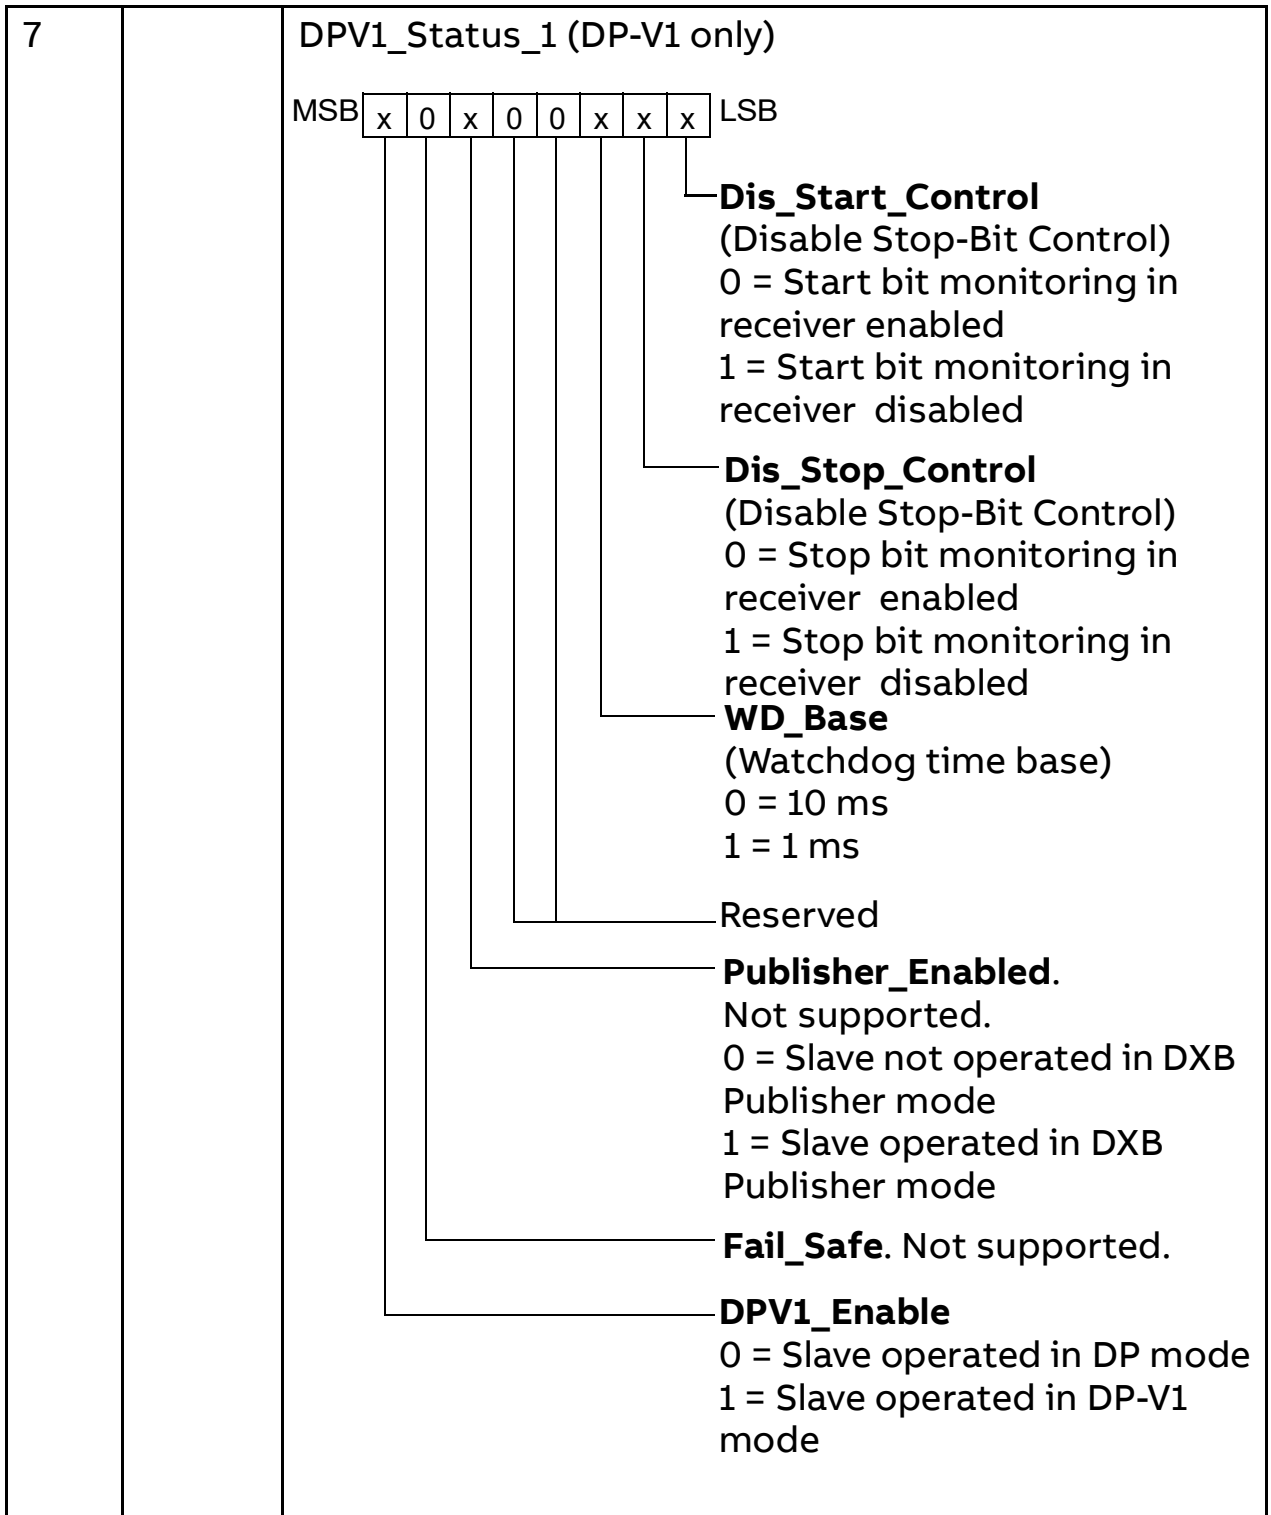 7
DPV1_Status_1 (DP-V1 only)
MSB x 0 x 0 0 x x x LSB
Dis_Start_Control
(Disable Stop-Bit Control)
0 = Start bit monitoring in
receiver enabled
1 = Start bit monitoring in
receiver disabled
Dis_Stop_Control
(Disable Stop-Bit Control)
0 = Stop bit monitoring in
receiver enabled
1 = Stop bit monitoring in
receiver disabled
WD_Base
(Watchdog time base)
0 = 10 ms
1 = 1 ms
Reserved
Publisher_Enabled.
Not supported.
0 = Slave not operated in DXB
Publisher mode
1 = Slave operated in DXB
Publisher mode
Fail_Safe. Not supported.
DPV1_Enable
0 = Slave operated in DP mode
1 = Slave operated in DP-V1
mode